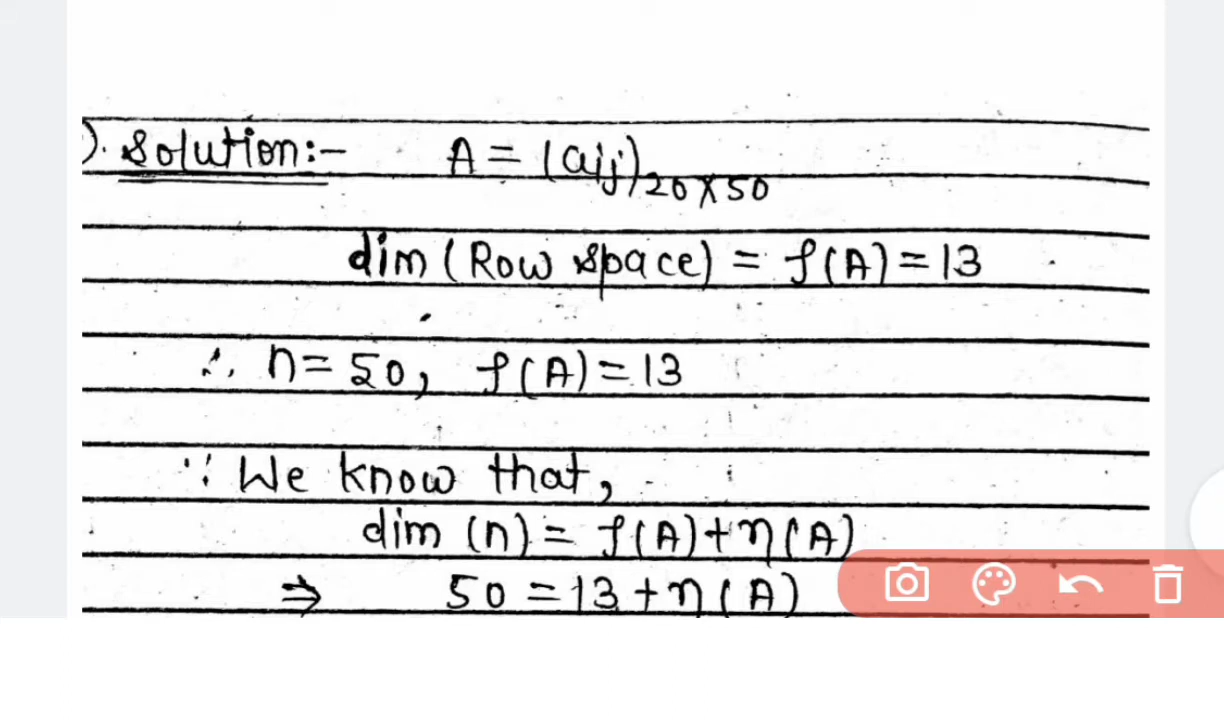 ). Solution:- A = (aij)20×50
dim (Row space) = ρ(A) = 13
∴ n = 50, ρ(A) = 13
∵ We know that,
dim (n) = ρ(A) + η(A)
⇒ 50 = 13 + η(A)